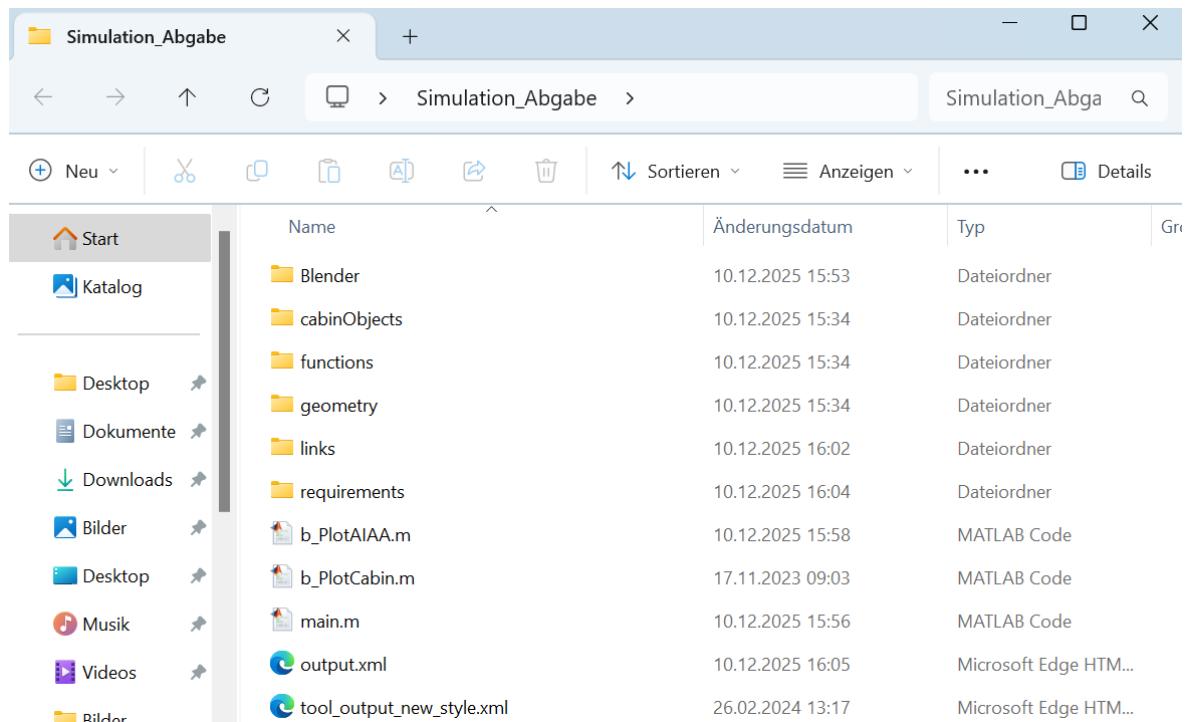 Simulation_Abgabe
Simulation_Abgabe
Simulation_Abga
Neu
Sortieren
Anzeigen
Details
Name Änderungsdatum Typ Gr
Start
Katalog
Desktop
Dokumente
Downloads
Bilder
Desktop
Musik
Videos
Bilder
Blender 10.12.2025 15:53 Dateiordner
cabinObjects 10.12.2025 15:34 Dateiordner
functions 10.12.2025 15:34 Dateiordner
geometry 10.12.2025 15:34 Dateiordner
links 10.12.2025 16:02 Dateiordner
requirements 10.12.2025 16:04 Dateiordner
b_PlotAIAA.m 10.12.2025 15:58 MATLAB Code
b_PlotCabin.m 17.11.2023 09:03 MATLAB Code
main.m 10.12.2025 15:56 MATLAB Code
output.xml 10.12.2025 16:05 Microsoft Edge HTM...
tool_output_new_style.xml 26.02.2024 13:17 Microsoft Edge HTM...